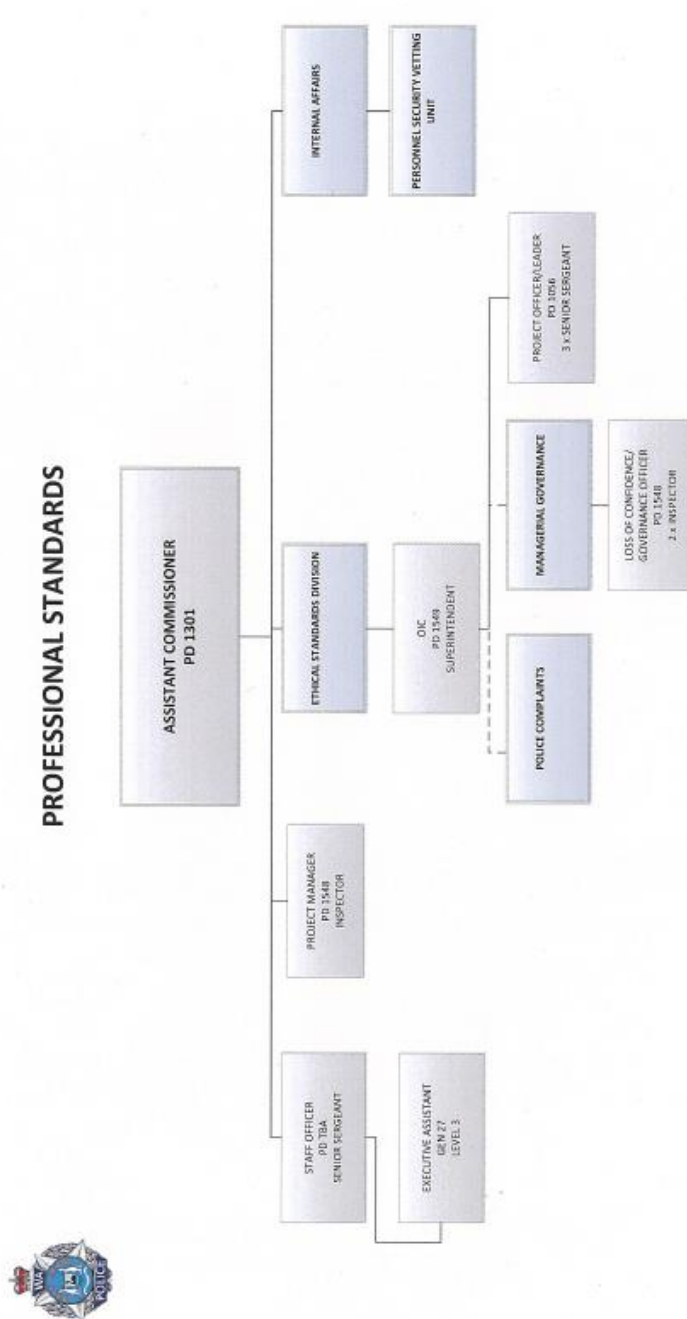 WA
POLICE
PROFESSIONAL STANDARDS
ASSISTANT COMMISSIONER
PD 1301
STAFF OFFICER
PD TBA
SENIOR SERGEANT
EXECUTIVE ASSISTANT
GEN 27
LEVEL 3
PROJECT MANAGER
PD 1548
INSPECTOR
ETHICAL STANDARDS DIVISION
OIC
PD 1549
SUPERINTENDENT
POLICE COMPLAINTS
MANAGERIAL GOVERNANCE
LOSS OF CONFIDENCE/
GOVERNANCE OFFICER
PD 1548
2 x INSPECTOR
PROJECT OFFICER/LEADER
PD 1056
3 x SENIOR SERGEANT
INTERNAL AFFAIRS
PERSONNEL SECURITY VETTING
UNIT